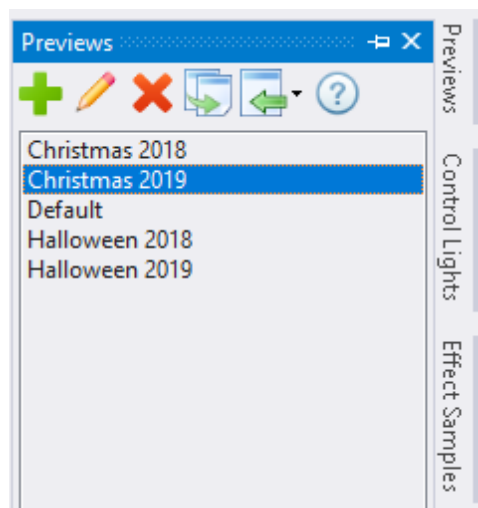 Previews
Christmas 2018
Christmas 2019
Default
Halloween 2018
Halloween 2019
Previews
Control Lights
Effect Samples